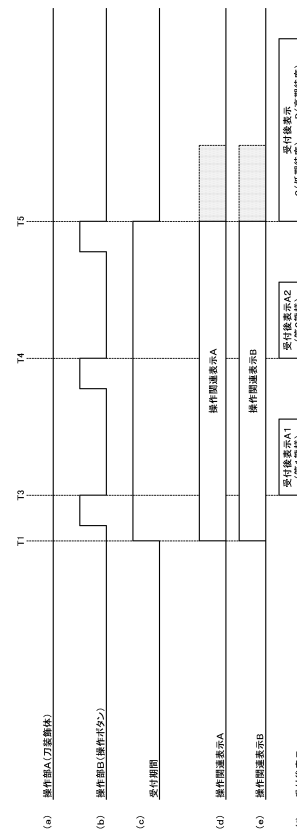 T1 T3 T4 T5
(a) 操作部A(刀装飾体)
(b) 操作部B(操作ボタン)
(c) 受付期間
(d) 操作関連表示A
操作関連表示A
(e) 操作関連表示B
操作関連表示B
受付後表示A1
受付後表示A2
受付後表示